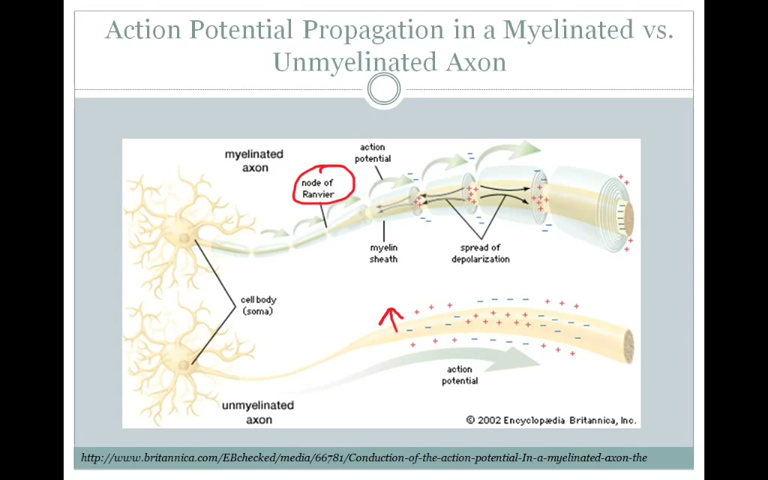 Action Potential Propagation in a Myelinated vs.
Unmyelinated Axon
myelinated
axon
action
potential
node of
Ranvier
myelin
sheath
spread of
depolarization
cell body
(soma)
action
potential
unmyelinated
axon
© 2002 Encyclopædia Britannica, Inc.
http://www.britannica.com/EBchecked/media/66781/Conduction-of-the-action-potential-In-a-myelinated-axon-the